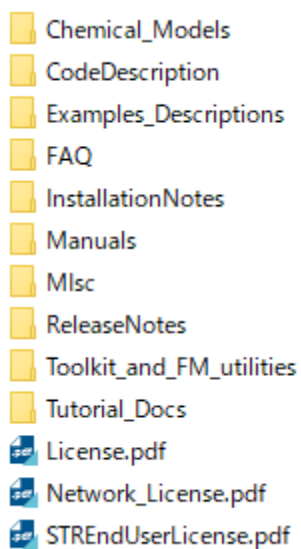 Chemical_Models
CodeDescription
Examples_Descriptions
FAQ
InstallationNotes
Manuals
MIsc
ReleaseNotes
Toolkit_and_FM_utilities
Tutorial_Docs
License.pdf
Network_License.pdf
STREndUserLicense.pdf